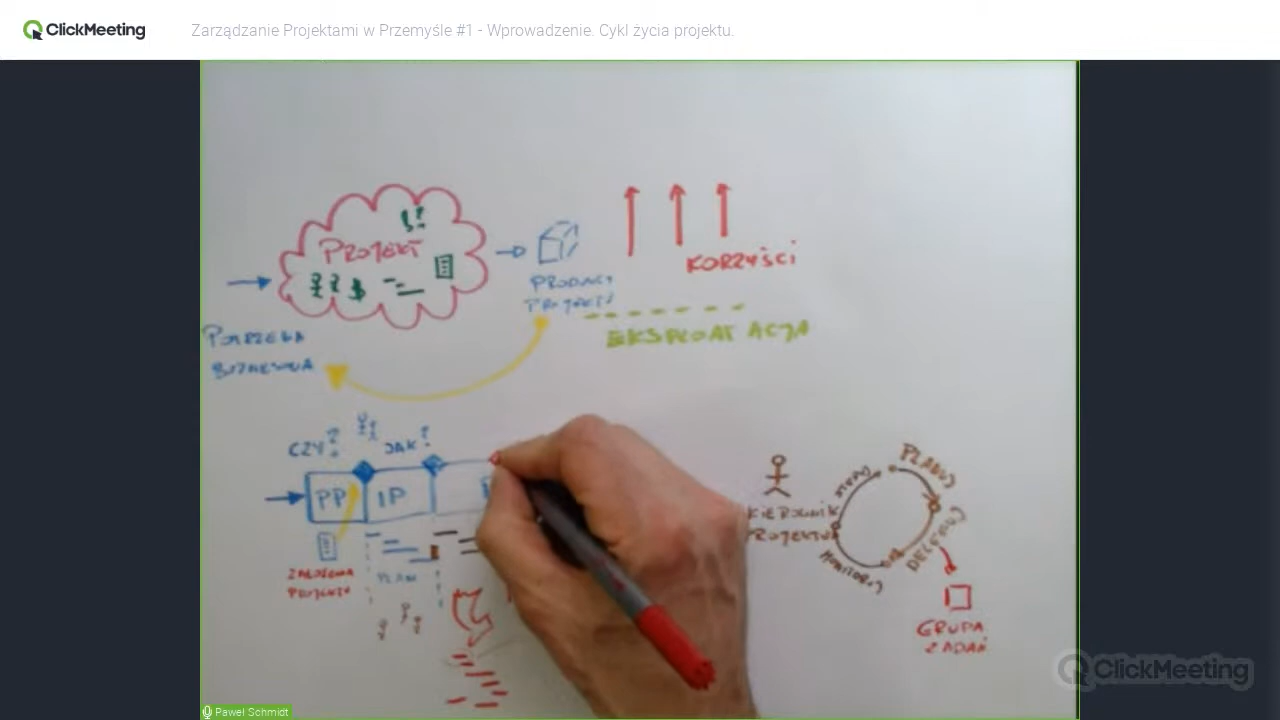 ClickMeeting
Zarządzanie Projektami w Przemyśle #1 - Wprowadzenie. Cykl życia projektu.
PROJEKT
KORZYŚCI
PRODUKT
PROJEKTU
EKSPLOATACJA
POTRZEBA
BIZNESOWA
CZY?
JAK?
PP
IP
ZAŁOŻENIA
PROJEKTU
PLAN
KIEROWNIK
PROJEKTU
PLANUJ
DELEGUJ
MONITORUJ
GRUPA
ZADAŃ
ClickMeeting
Paweł Schmidt